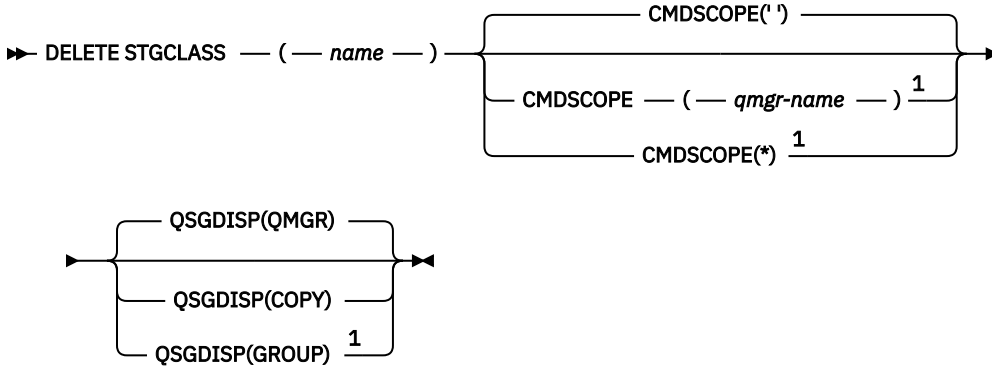 CMDSCOPE(' ')
DELETE STGCLASS ( name )
CMDSCOPE ( qmgr-name ) 1
CMDSCOPE(*) 1
QSGDISP(QMGR)
QSGDISP(COPY)
QSGDISP(GROUP) 1